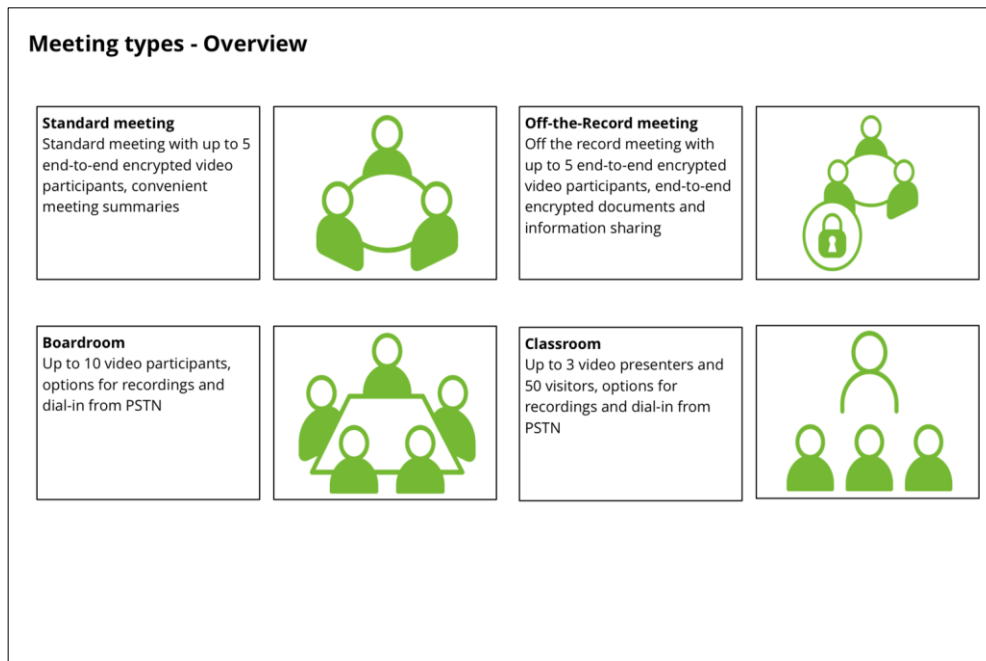 Meeting types - Overview
Standard meeting
Standard meeting with up to 5
end-to-end encrypted video
participants, convenient
meeting summaries
Off-the-Record meeting
Off the record meeting with
up to 5 end-to-end encrypted
video participants, end-to-end
encrypted documents and
information sharing
Boardroom
Up to 10 video participants,
options for recordings and
dial-in from PSTN
Classroom
Up to 3 video presenters and
50 visitors, options for
recordings and dial-in from
PSTN